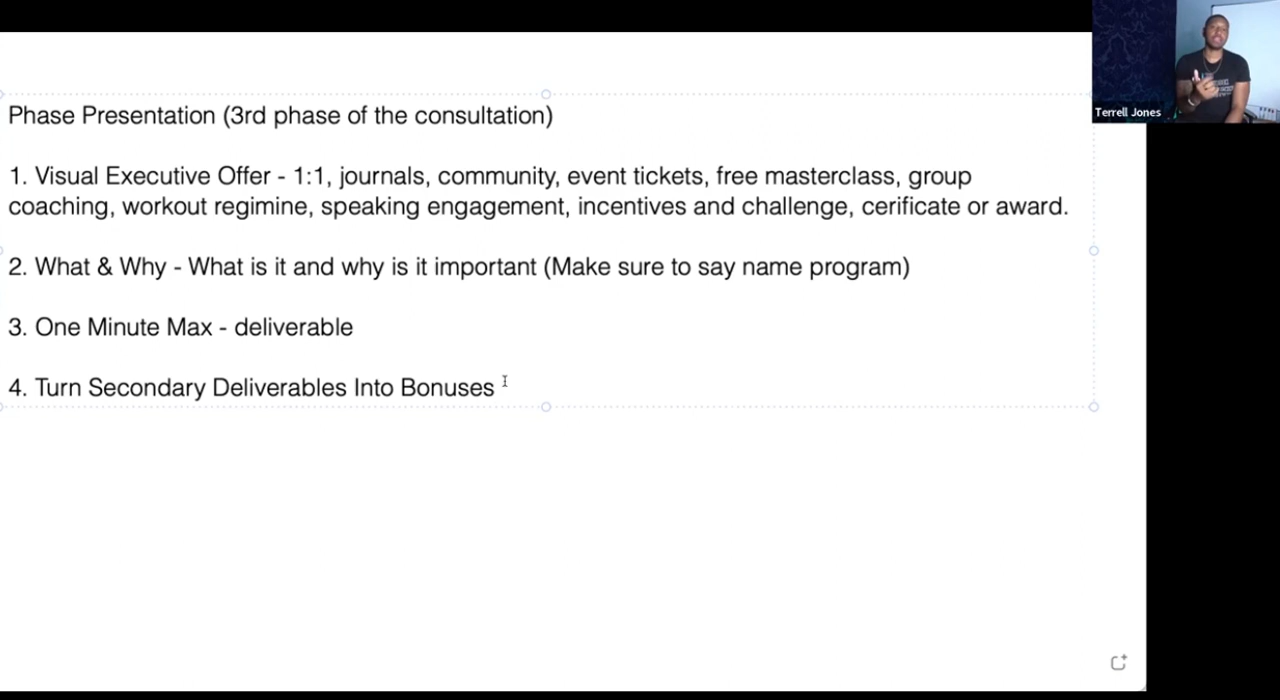 Phase Presentation (3rd phase of the consultation)
1. Visual Executive Offer - 1:1, journals, community, event tickets, free masterclass, group
coaching, workout regimine, speaking engagement, incentives and challenge, cerificate or award.
2. What & Why - What is it and why is it important (Make sure to say name program)
3. One Minute Max - deliverable
4. Turn Secondary Deliverables Into Bonuses
Terrell Jones